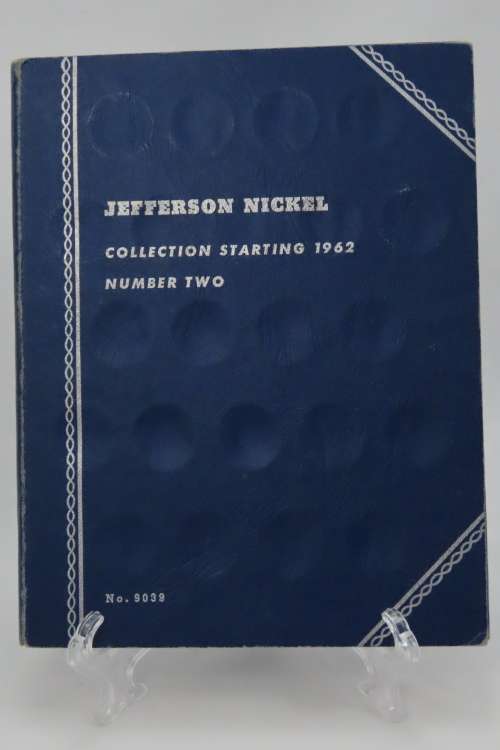 JEFFERSON NICKEL
COLLECTION STARTING 1962
NUMBER TWO
No. 9039